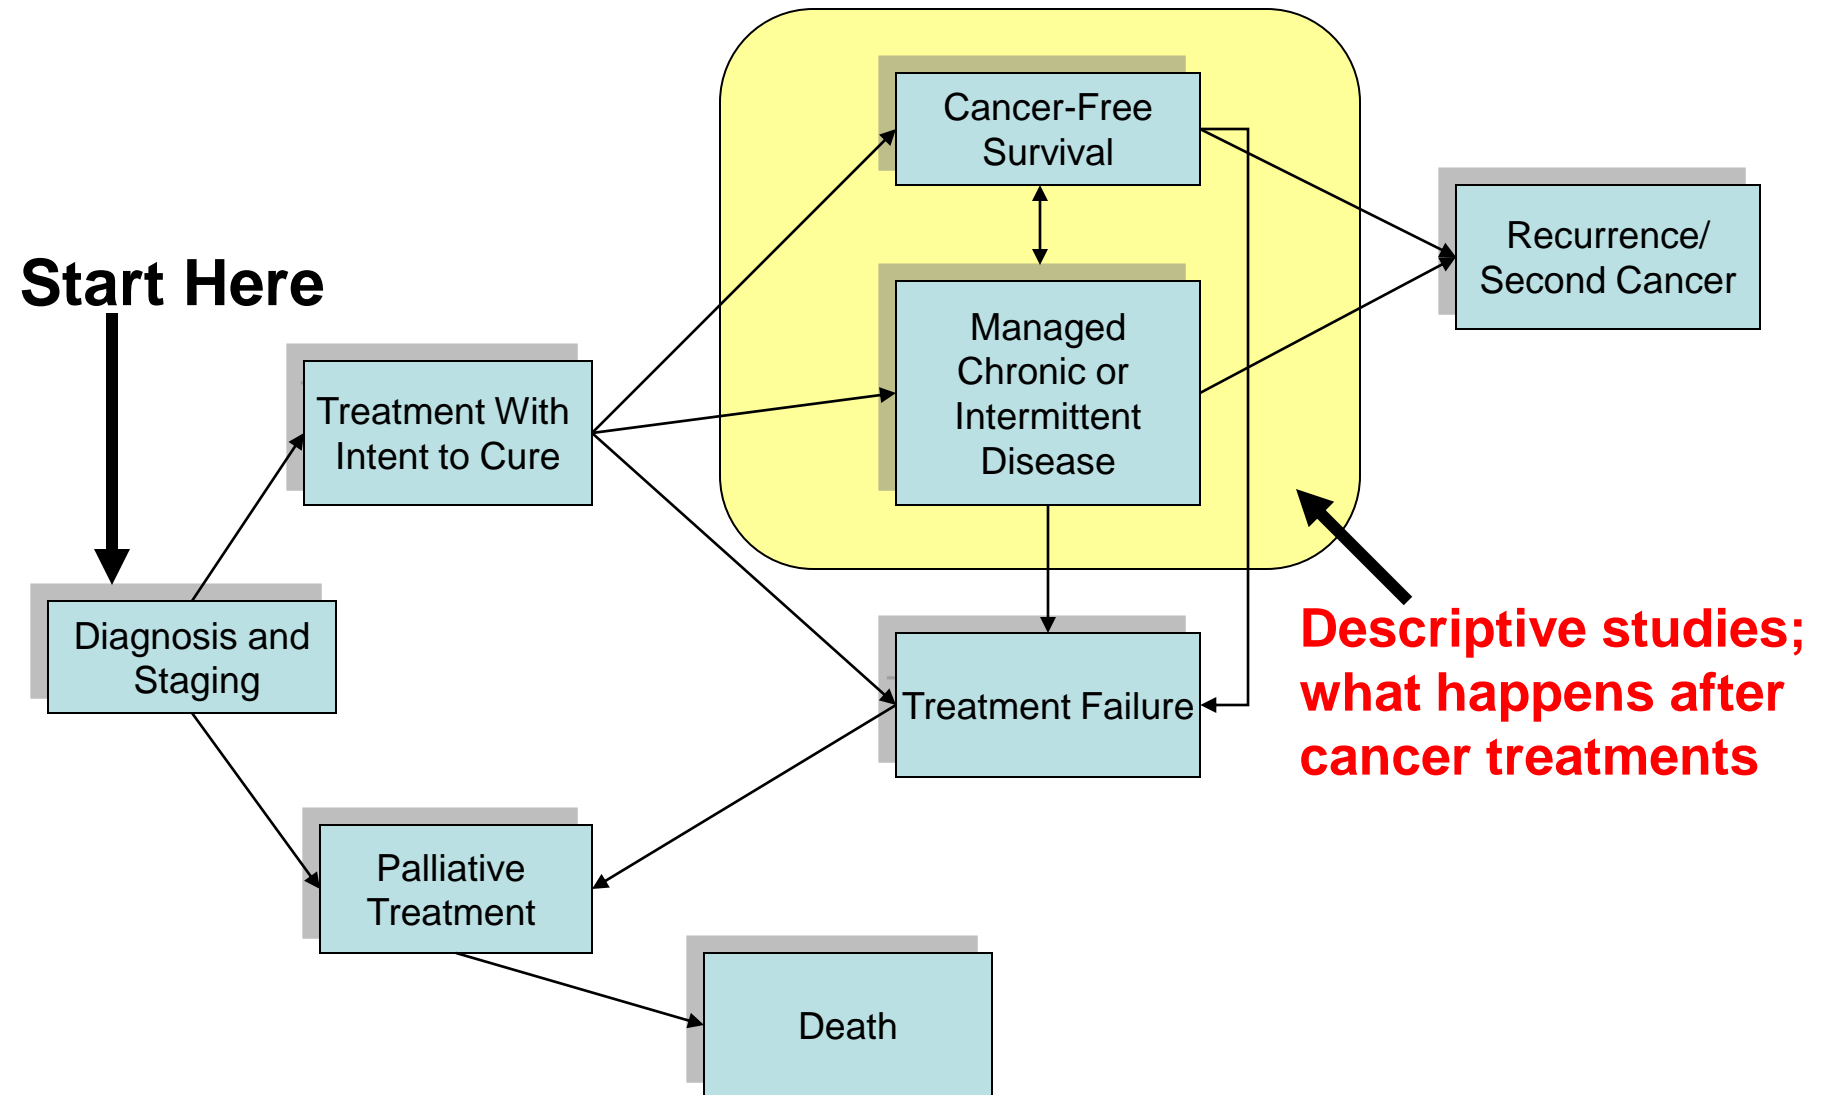 Cancer-Free
Survival
Recurrence/
Second Cancer
Start Here
Managed
Chronic or
Intermittent
Disease
Treatment With
Intent to Cure
Diagnosis and
Staging
Treatment Failure
Descriptive studies;
what happens after
cancer treatments
Palliative
Treatment
Death